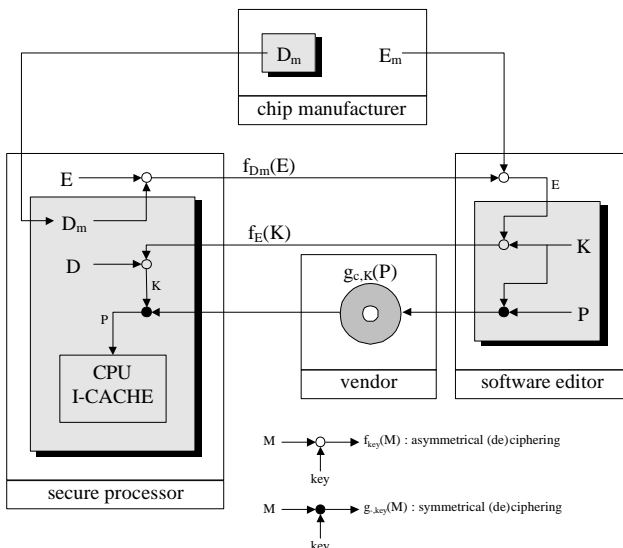 Dm
Em
chip manufacturer
E
fDm(E)
E
Dm
fE(K)
K
D
K
gc,K(P)
P
P
CPU
I-CACHE
vendor
software editor
secure processor
M
fkey(M) : asymmetrical (de)ciphering
key
M
g-,key(M) : symmetrical (de)ciphering
key